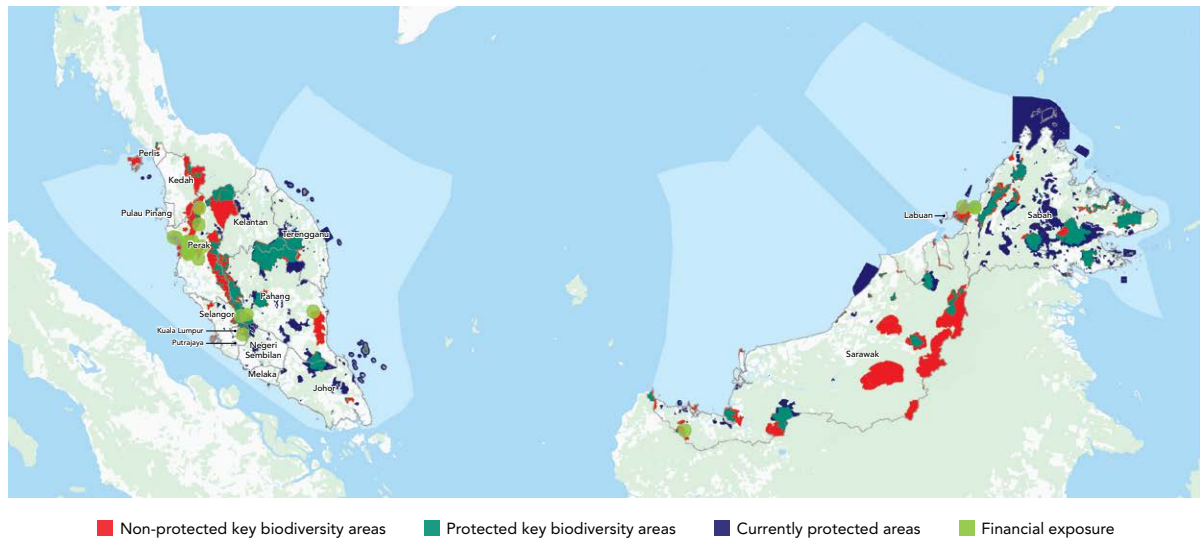 Perlis
Kedah
Pulau Pinang
Kelantan
Terengganu
Perak
Pahang
Selangor
Kuala Lumpur
Putrajaya
Negeri
Sembilan
Melaka
Johor
Labuan
Sabah
Sarawak
Non-protected key biodiversity areas
Protected key biodiversity areas
Currently protected areas
Financial exposure